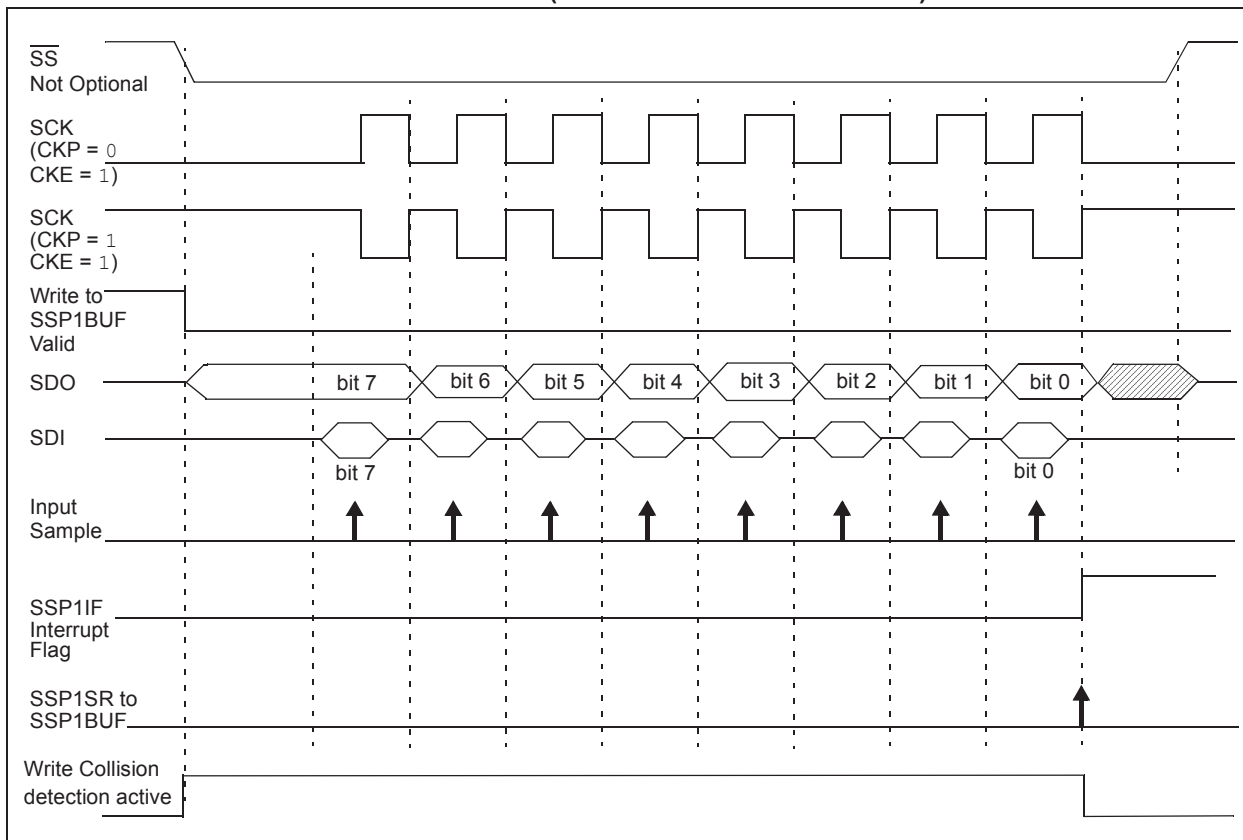 SS
Not Optional
SCK
(CKP = 0
CKE = 1)
SCK
(CKP = 1
CKE = 1)
Write to
SSP1BUF
Valid
SDO
bit 7 bit 6 bit 5 bit 4 bit 3 bit 2 bit 1 bit 0
SDI
bit 7 bit 0
Input
Sample
SSP1IF
Interrupt
Flag
SSP1SR to
SSP1BUF
Write Collision
detection active